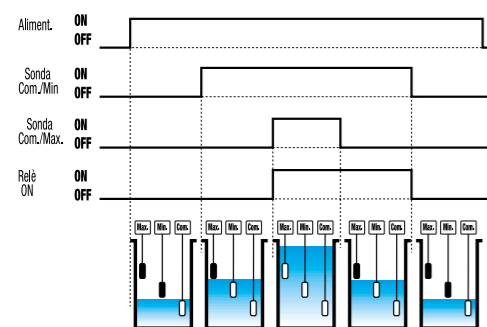 Aliment. ON
OFF
Sonda ON
Com./Min OFF
Sonda ON
Com./Max. OFF
Relè ON
ON OFF
Max. Min. Com. Max. Min. Com. Max. Min. Com. Max. Min. Com. Max. Min. Com.